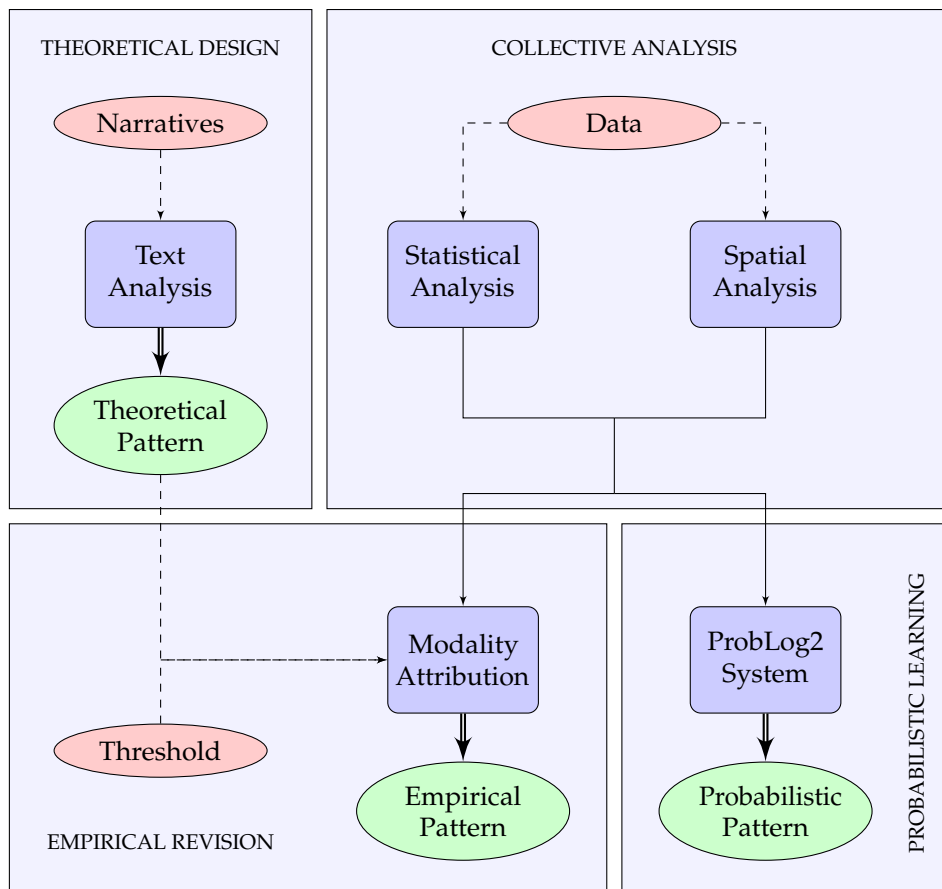 THEORETICAL DESIGN
Narratives
Text
Analysis
Theoretical
Pattern
COLLECTIVE ANALYSIS
Data
Statistical
Analysis
Spatial
Analysis
Modality
Attribution
Threshold
Empirical
Pattern
EMPIRICAL REVISION
ProbLog2
System
Probabilistic
Pattern
PROBABILISTIC LEARNING